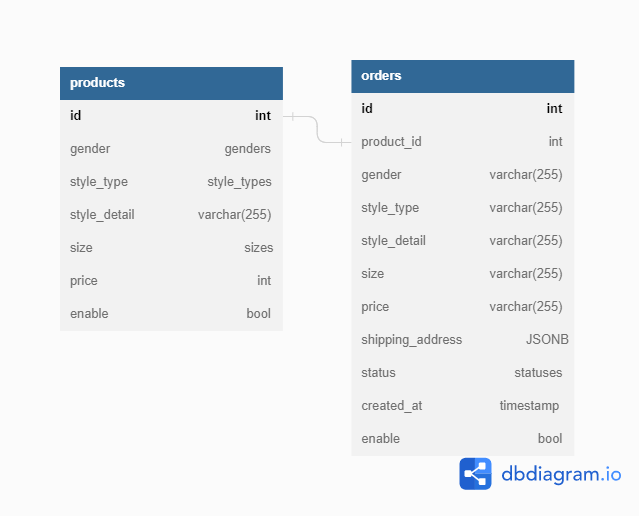 products
id int
gender genders
style_type style_types
style_detail varchar(255)
size sizes
price int
enable bool
orders
id int
product_id int
gender varchar(255)
style_type varchar(255)
style_detail varchar(255)
size varchar(255)
price varchar(255)
shipping_address JSONB
status statuses
created_at timestamp
enable bool
dbdiagram.io